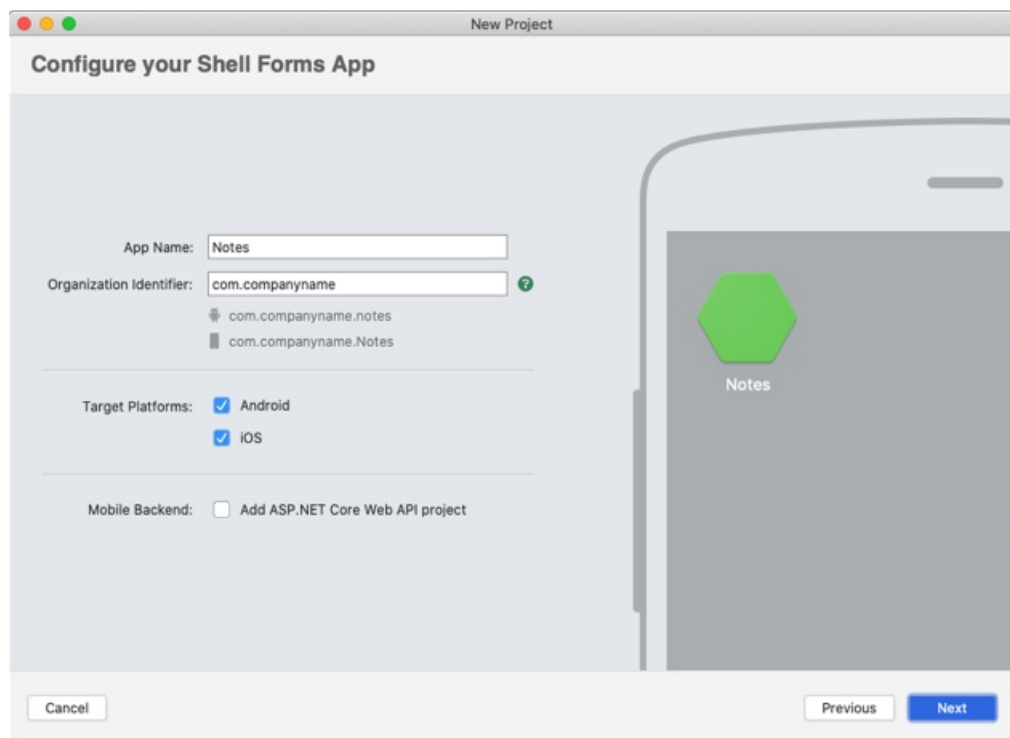 New Project
Configure your Shell Forms App
App Name: Notes
Organization Identifier: com.companyname ?
com.companyname.notes
com.companyname.Notes
Target Platforms: Android
iOS
Mobile Backend: Add ASP.NET Core Web API project
Notes
Cancel Previous Next